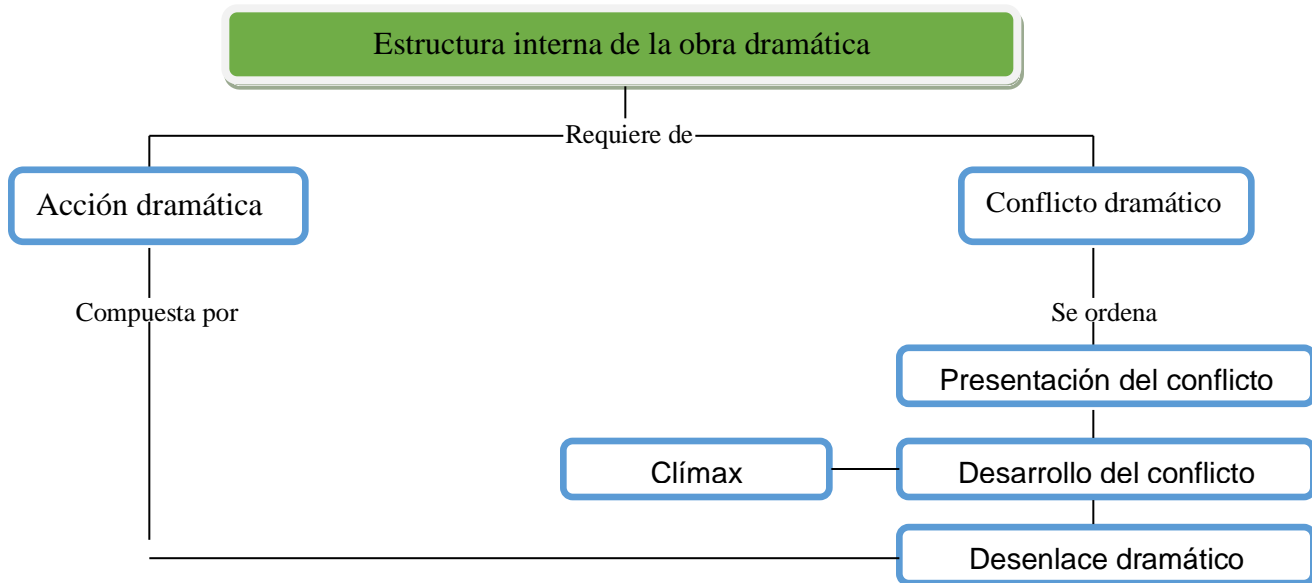 Estructura interna de la obra dramática
Requiere de
Acción dramática
Conflicto dramático
Compuesta por
Se ordena
Presentación del conflicto
Clímax
Desarrollo del conflicto
Desenlace dramático